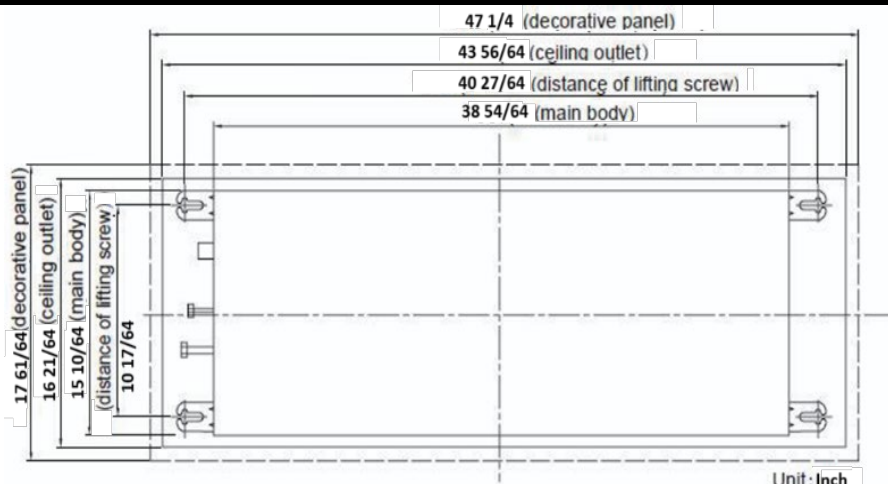 47 1/4 (decorative panel)
43 56/64 (ceiling outlet)
40 27/64 (distance of lifting screw)
38 54/64 (main body)
17 61/64 (decorative panel)
16 21/64 (ceiling outlet)
15 10/64 (main body)
(distance of lifting screw)
10 17/64
Unit: Inch